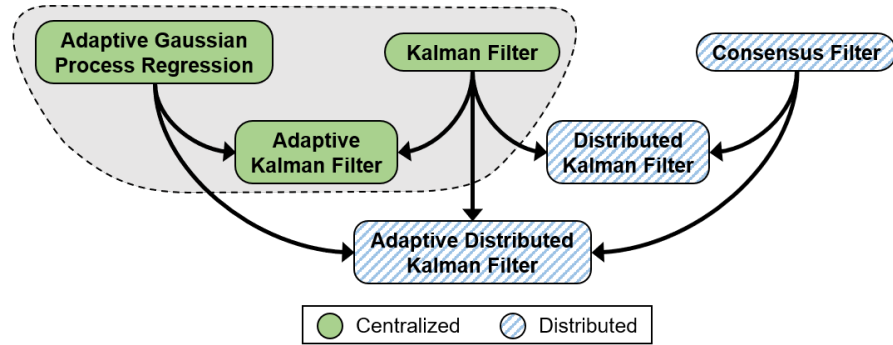 Adaptive Gaussian
Process Regression
Kalman Filter
Consensus Filter
Adaptive
Kalman Filter
Distributed
Kalman Filter
Adaptive Distributed
Kalman Filter
Centralized
Distributed